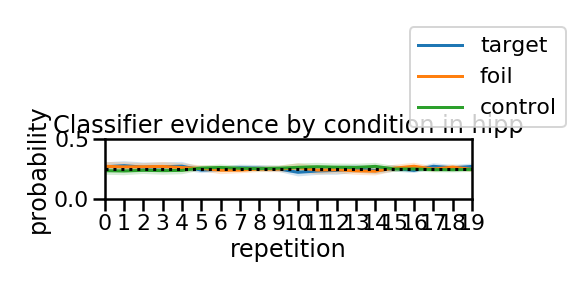 target
foil
control
Classifier evidence by condition in hipp
probability
0.5
0.0
0 1 2 3 4 5 6 7 8 9 10 11 12 13 14 15 16 17 18 19
repetition